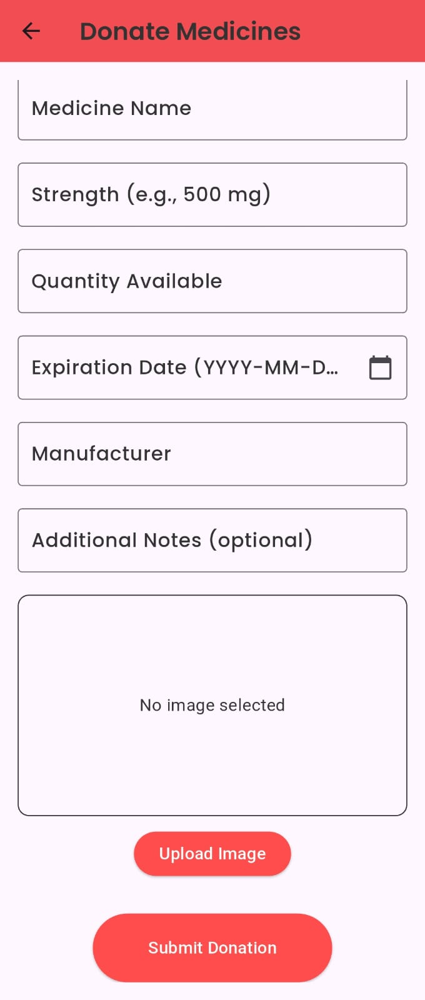 Donate Medicines
Medicine Name
Strength (e.g., 500 mg)
Quantity Available
Expiration Date (YYYY-MM-D...
Manufacturer
Additional Notes (optional)
No image selected
Upload Image
Submit Donation